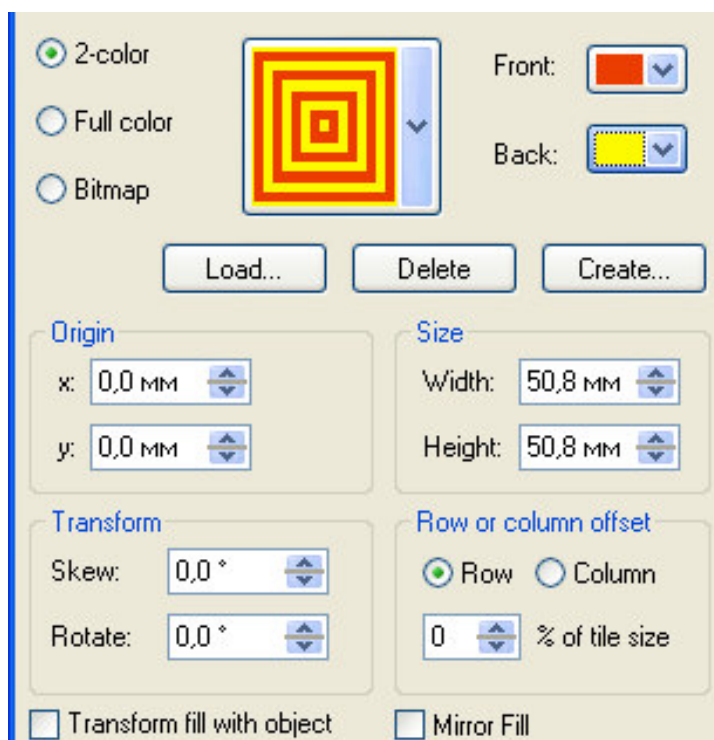 2-color
Front:
Full color
Back:
Bitmap
Load... Delete Create...
Origin
Size
x: 0,0 мм
Width: 50,8 мм
y: 0,0 мм
Height: 50,8 мм
Transform
Row or column offset
Skew: 0,0 °
Row Column
Rotate: 0,0 °
0 % of tile size
Transform fill with object
Mirror Fill